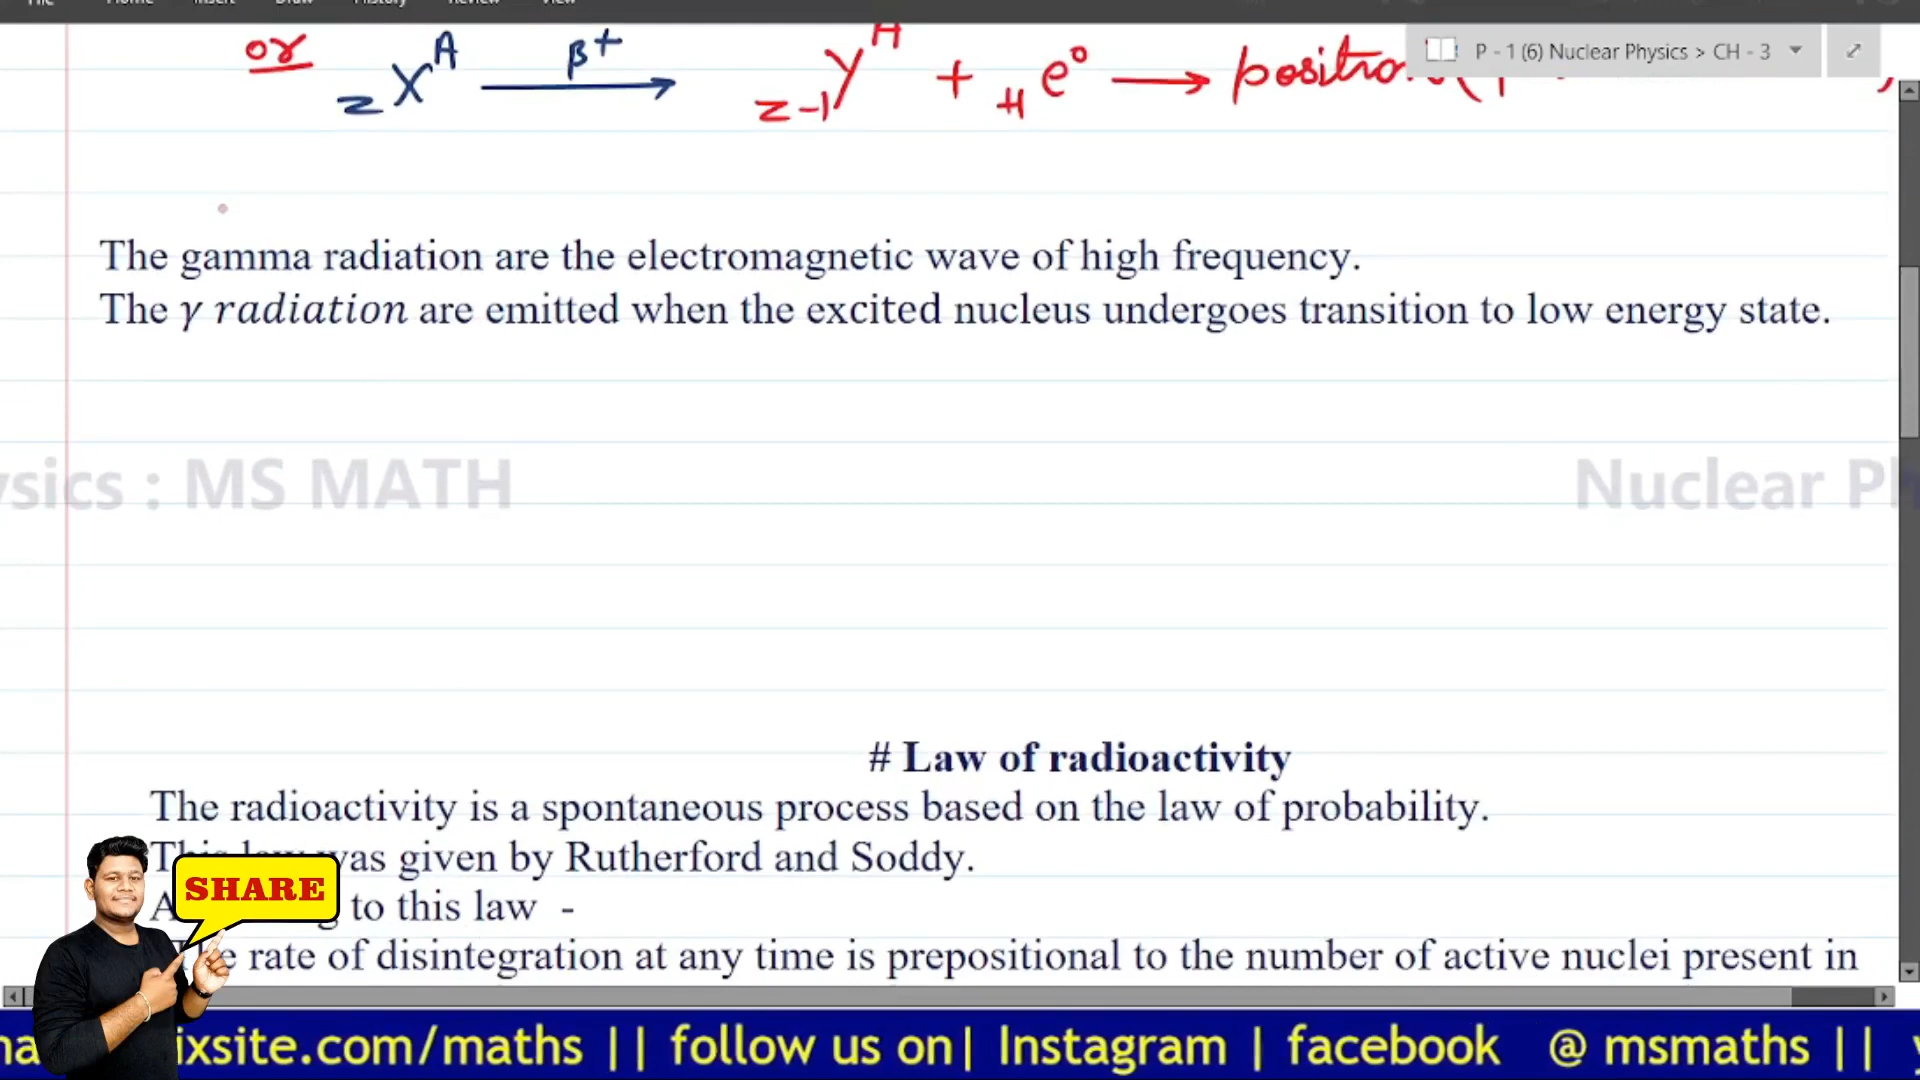 or zX^A β+ → z-1Y^A + +1e^0 → positron(
P - 1 (6) Nuclear Physics > CH - 3
The gamma radiation are the electromagnetic wave of high frequency.
The γ radiation are emitted when the excited nucleus undergoes transition to low energy state.
ysics : MS MATH
Nuclear Ph
# Law of radioactivity
The radioactivity is a spontaneous process based on the law of probability.
was given by Rutherford and Soddy.
to this law -
rate of disintegration at any time is prepositional to the number of active nuclei present in
SHARE
ixsite.com/maths || follow us on| Instagram | facebook @ msmaths ||